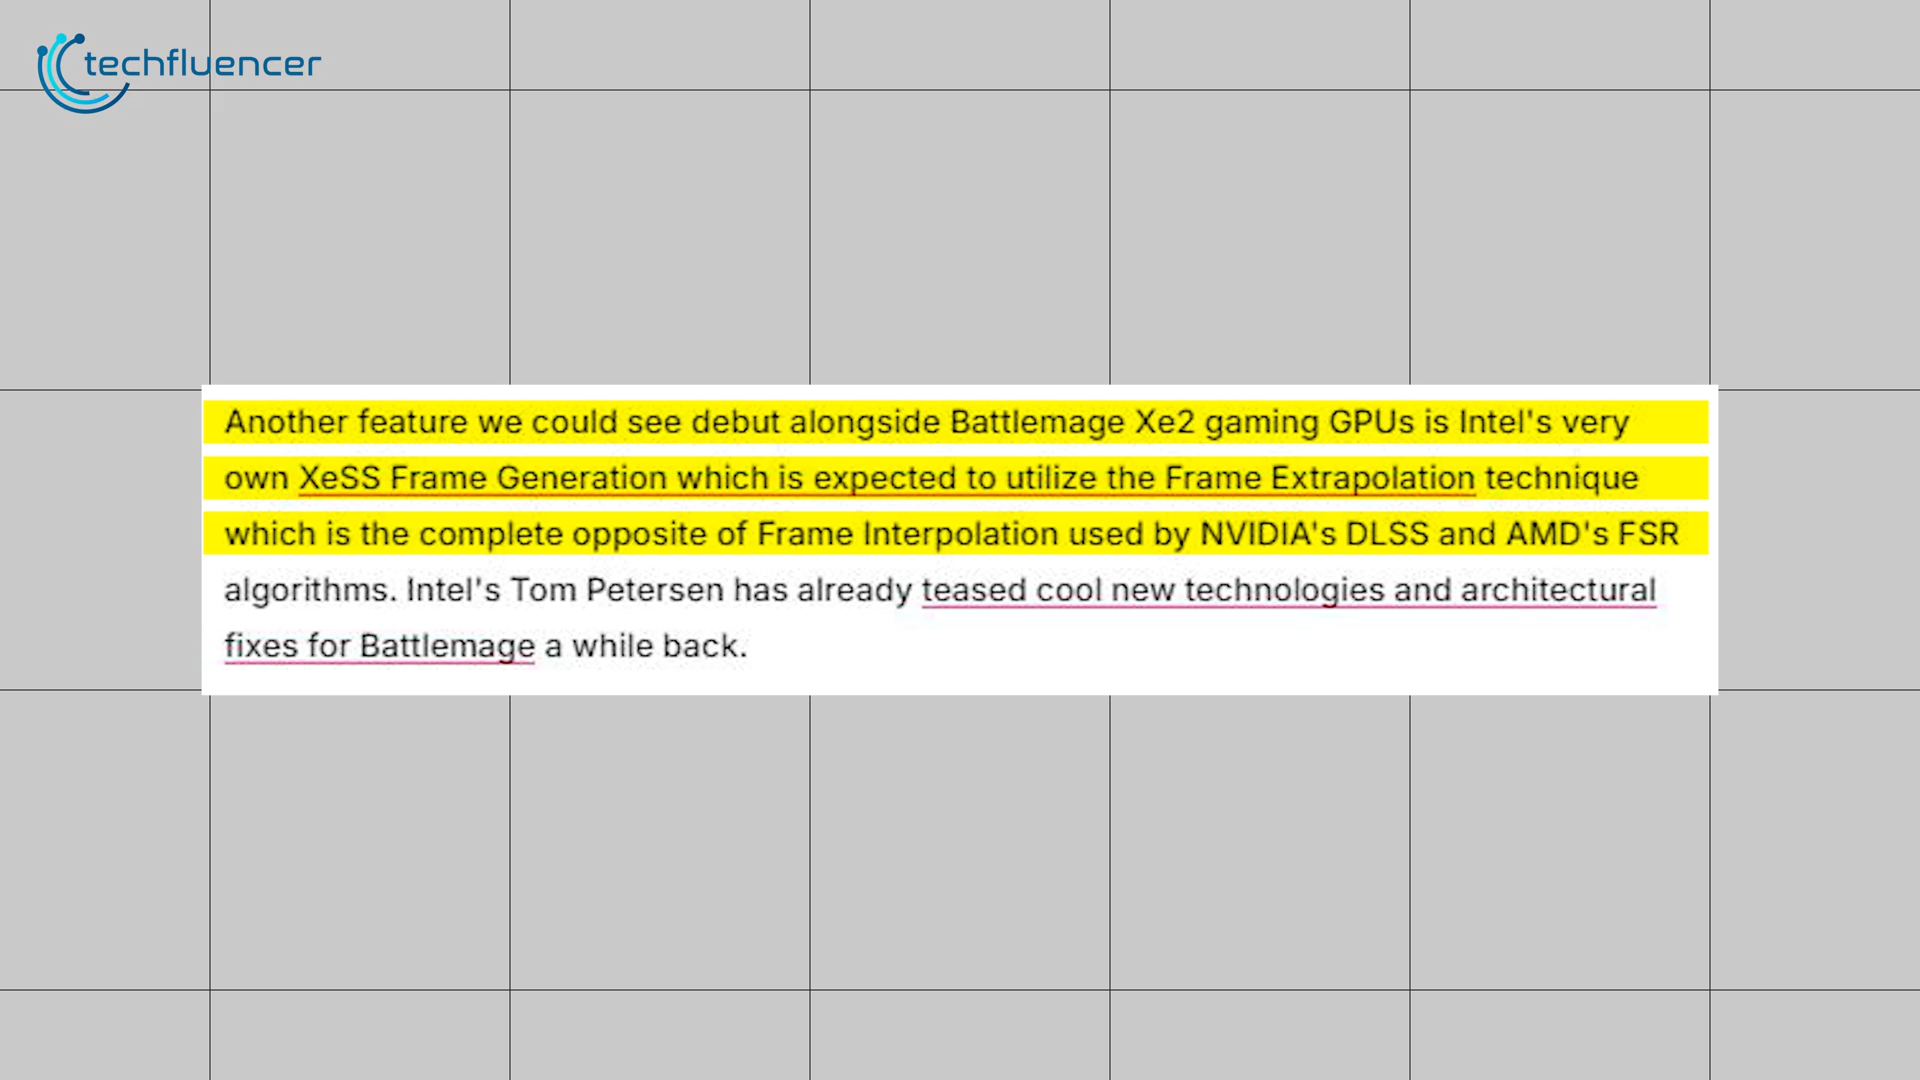 techfluencer
Another feature we could see debut alongside Battlemage Xe2 gaming GPUs is Intel's very
own XeSS Frame Generation which is expected to utilize the Frame Extrapolation technique
which is the complete opposite of Frame Interpolation used by NVIDIA's DLSS and AMD's FSR
algorithms. Intel's Tom Petersen has already teased cool new technologies and architectural
fixes for Battlemage a while back.